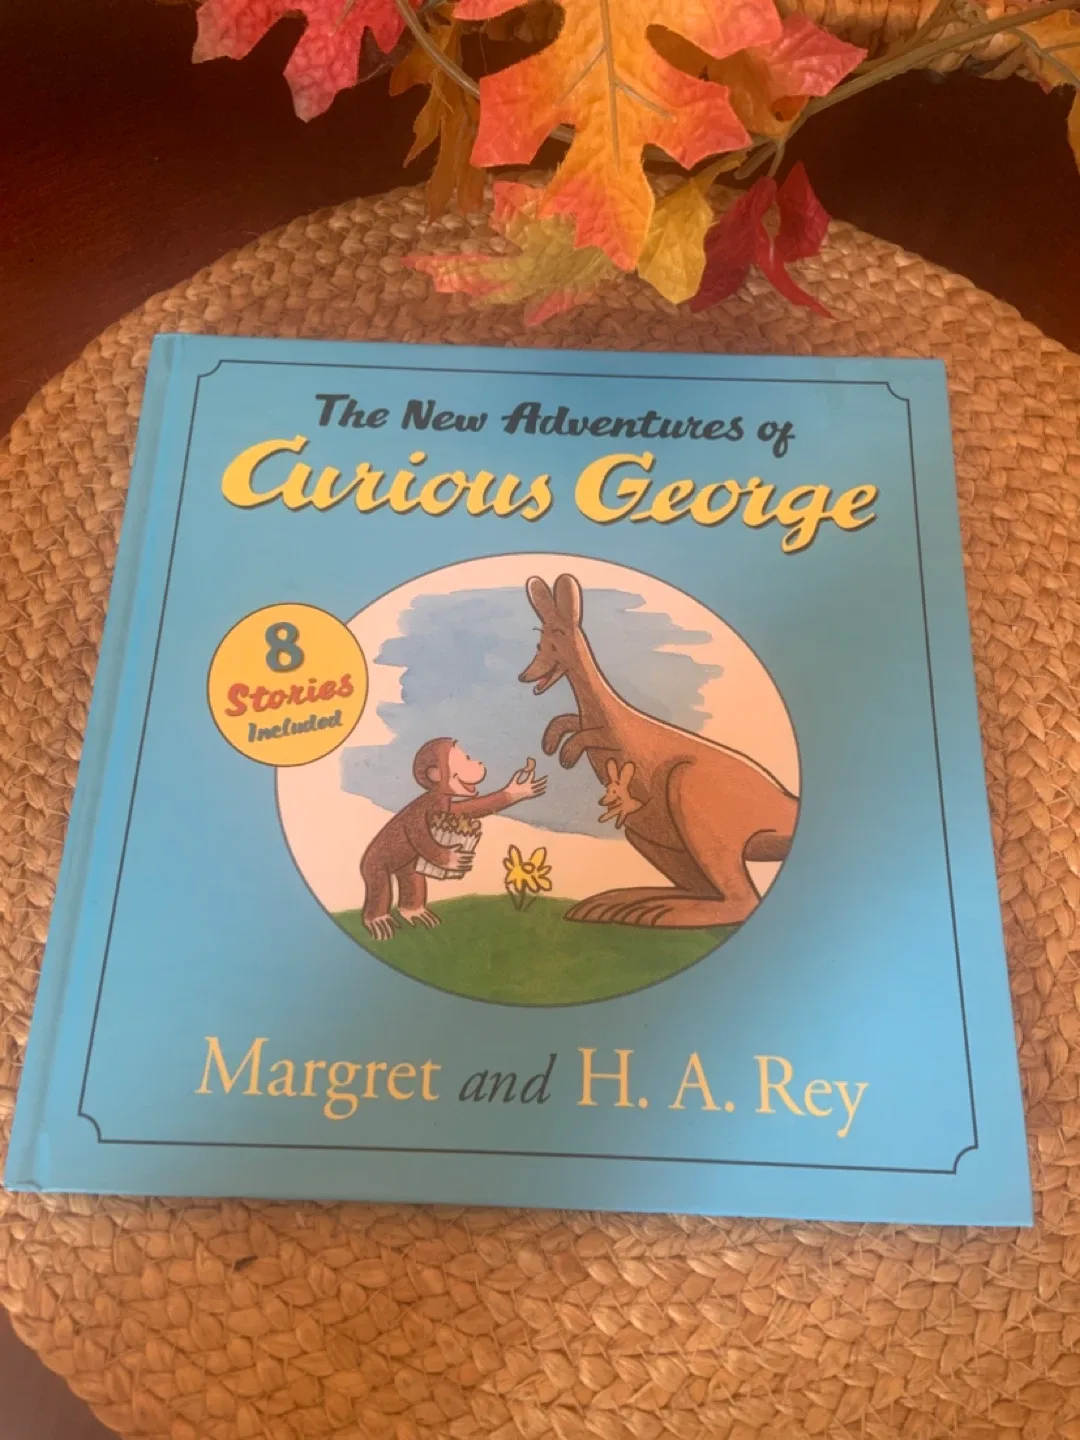 The New Adventures of
Curious George
8
Stories
Included
Margret and H. A. Rey